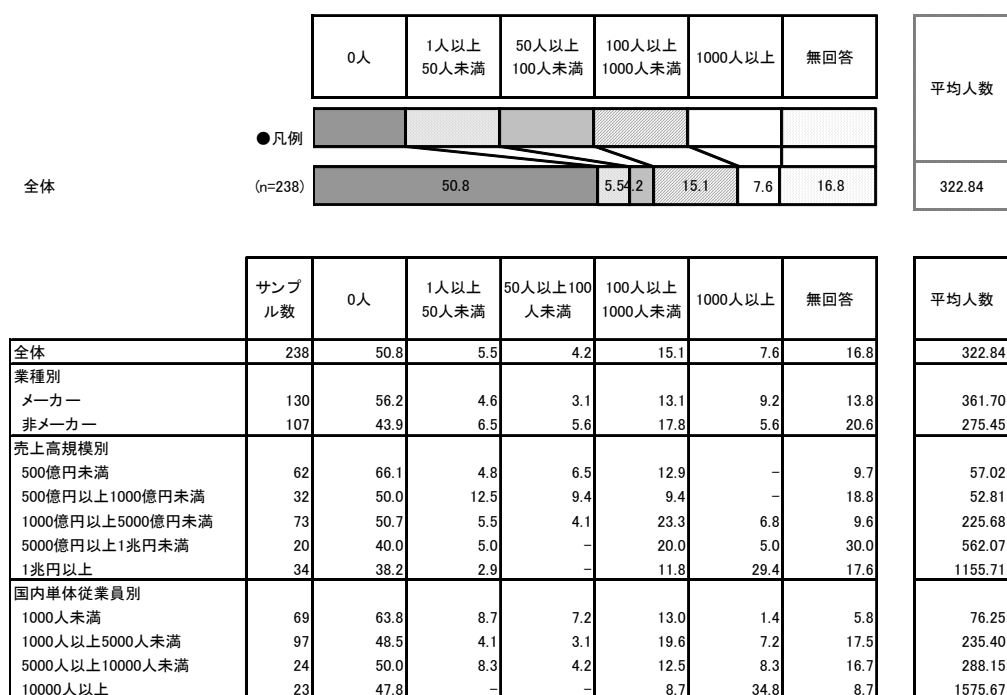 0人 1人以上 50人未満 50人以上 100人未満 100人以上 1000人未満 1000人以上 無回答 平均人数
●凡例
全体 (n=238) 50.8 5.5 4.2 15.1 7.6 16.8 322.84
サンプル数 0人 1人以上 50人未満 50人以上100人未満 100人以上 1000人未満 1000人以上 無回答 平均人数
全体 238 50.8 5.5 4.2 15.1 7.6 16.8 322.84
業種別
メーカー 130 56.2 4.6 3.1 13.1 9.2 13.8 361.70
非メーカー 107 43.9 6.5 5.6 17.8 5.6 20.6 275.45
売上高規模別
500億円未満 62 66.1 4.8 6.5 12.9 – 9.7 57.02
500億円以上1000億円未満 32 50.0 12.5 9.4 9.4 – 18.8 52.81
1000億円以上5000億円未満 73 50.7 5.5 4.1 23.3 6.8 9.6 225.68
5000億円以上1兆円未満 20 40.0 5.0 – 20.0 5.0 30.0 562.07
1兆円以上 34 38.2 2.9 – 11.8 29.4 17.6 1155.71
国内単体従業員別
1000人未満 69 63.8 8.7 7.2 13.0 1.4 5.8 76.25
1000人以上5000人未満 97 48.5 4.1 3.1 19.6 7.2 17.5 235.40
5000人以上10000人未満 24 50.0 8.3 4.2 12.5 8.3 16.7 288.15
10000人以上 23 47.8 – – 8.7 34.8 8.7 1575.67